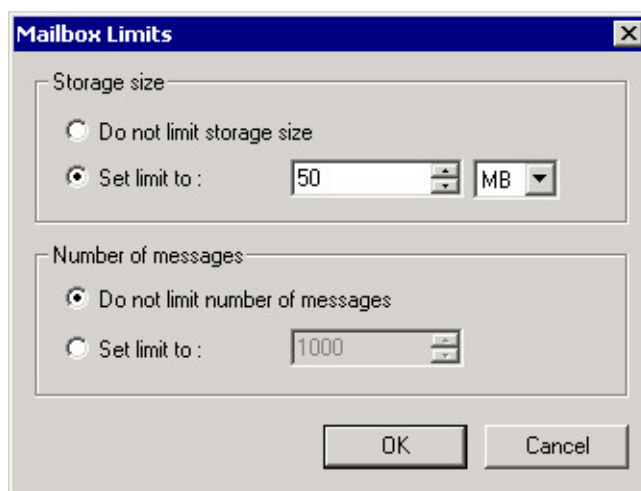 Mailbox Limits
Storage size
Do not limit storage size
Set limit to : 50 MB
Number of messages
Do not limit number of messages
Set limit to : 1000
OK Cancel